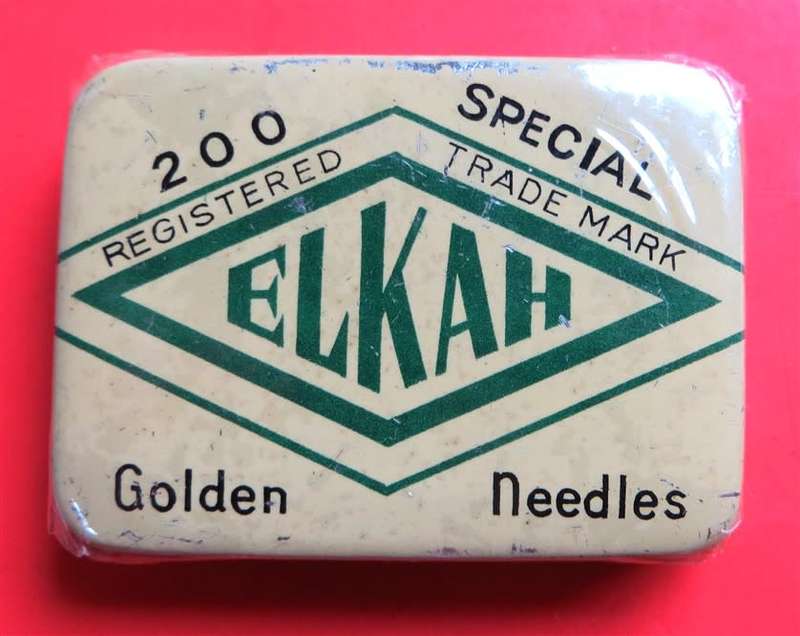 200 SPECIAL
REGISTERED TRADE MARK
ELKAH
Golden Needles